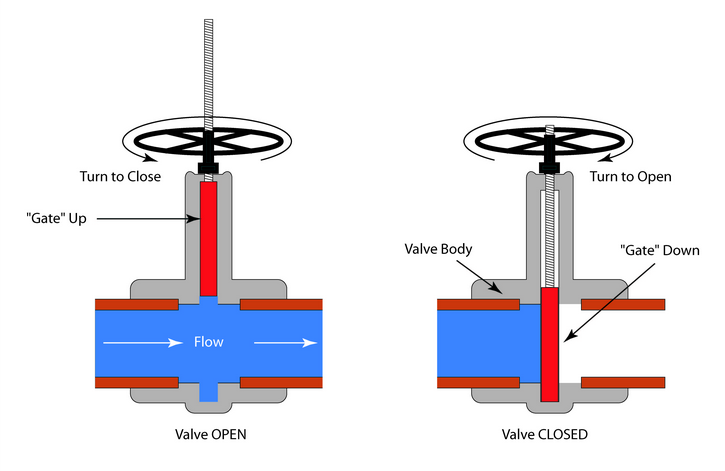 Turn to Close
Turn to Open
"Gate" Up
Valve Body
"Gate" Down
Flow
Valve OPEN
Valve CLOSED